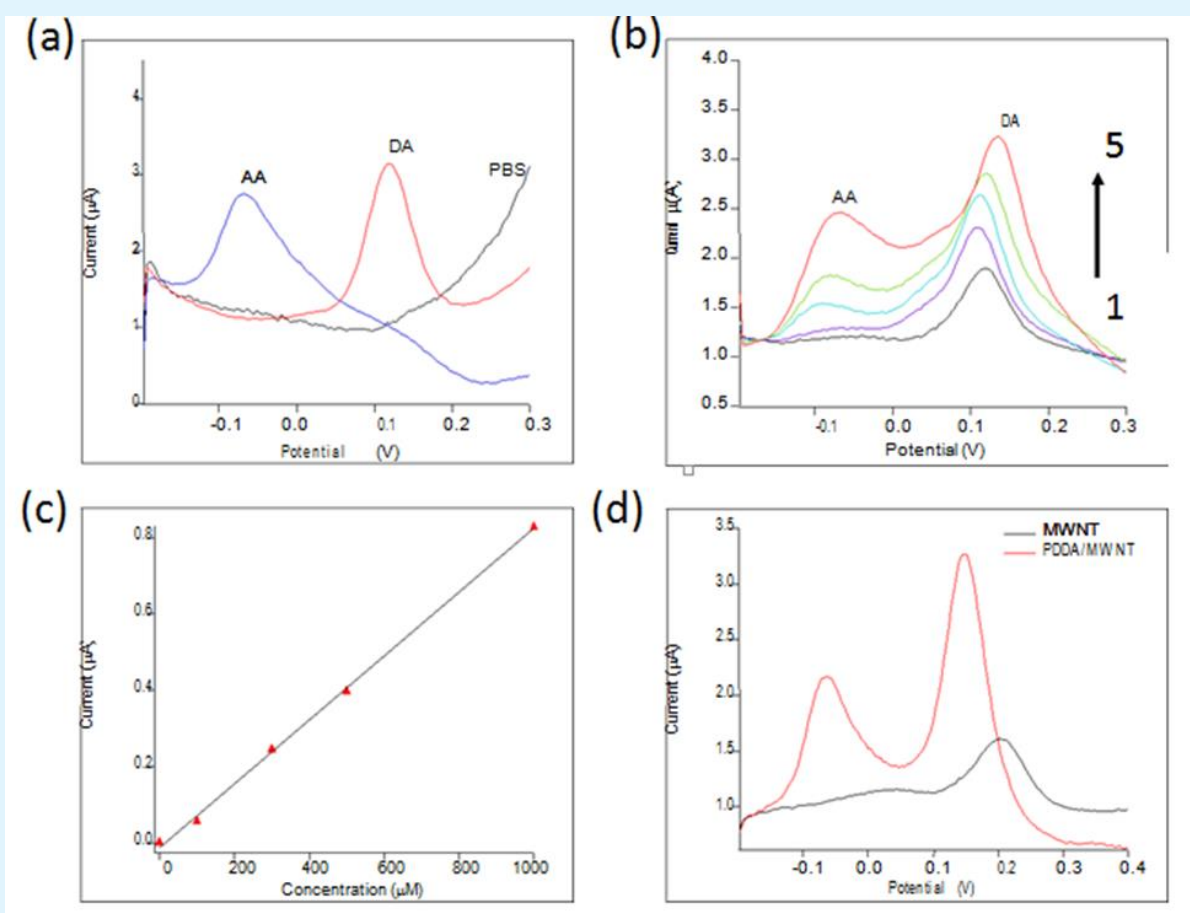 (a)
4
3
2
1
0
AA
DA
PBS
-0.1
0.0
0.1
0.2
0.3
Current (μA)
Potential (V)
(b)
4.0
3.5
3.0
2.5
2.0
1.5
1.0
0.5
AA
DA
5
1
-0.1
0.0
0.1
0.2
0.3
Potential (V)
(c)
0.8
0.6
0.4
0.2
0.0
0
200
400
600
800
1000
Current (μA)
Concentration (μM)
(d)
3.5
3.0
2.5
2.0
1.5
1.0
MWNT
PDDA/MWNT
-0.1
0.0
0.1
0.2
0.3
0.4
Current (μA)
Potential (V)